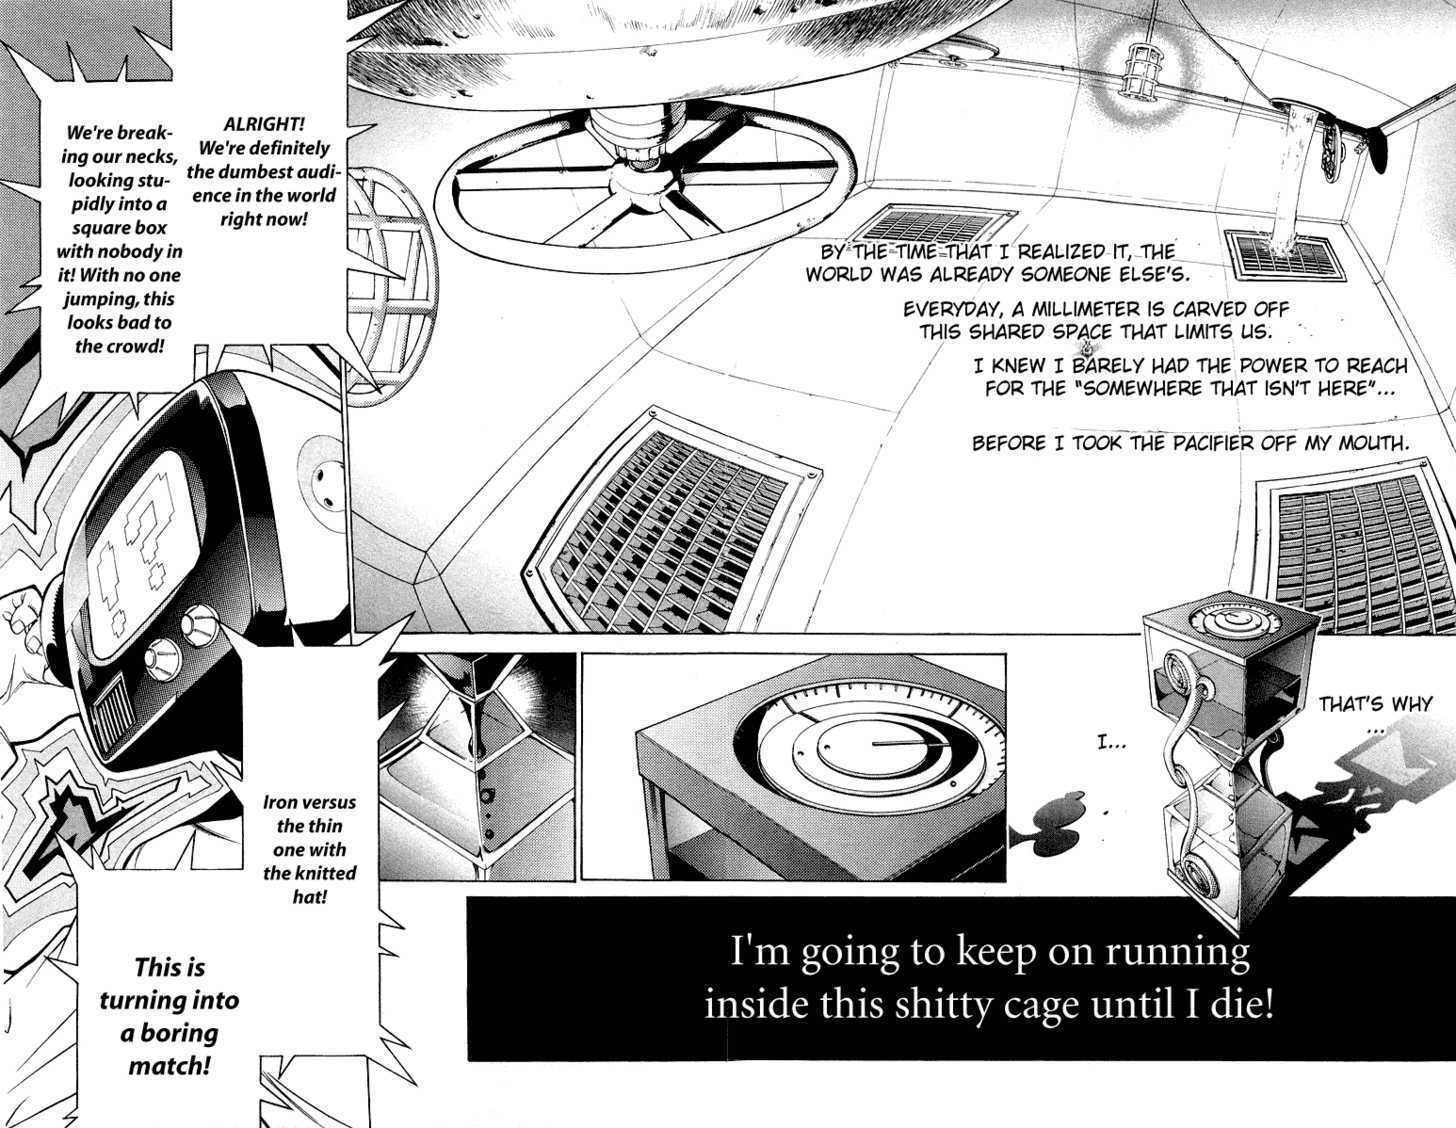 BY THE TIME THAT I REALIZED IT, THE
WORLD WAS ALREADY SOMEONE ELSE'S.
EVERYDAY, A MILLIMETER IS CARVED OFF
THIS SHARED SPACE THAT LIMITS US.
I KNEW I BARELY HAD THE POWER TO REACH
FOR THE "SOMEWHERE THAT ISN'T HERE"...
BEFORE I TOOK THE PACIFIER OFF MY MOUTH.
THAT'S WHY
...
I...
I'm going to keep on running
inside this shitty cage until I die!
ALRIGHT!
We're definitely
the dumbest audi-
ence in the world
right now!
We're break-
ing our necks,
looking stu-
pidly into a
square box
with nobody in
it! With no one
jumping, this
looks bad to
the crowd!
Iron versus
the thin
one with
the knitted
hat!
This is
turning into
a boring
match!